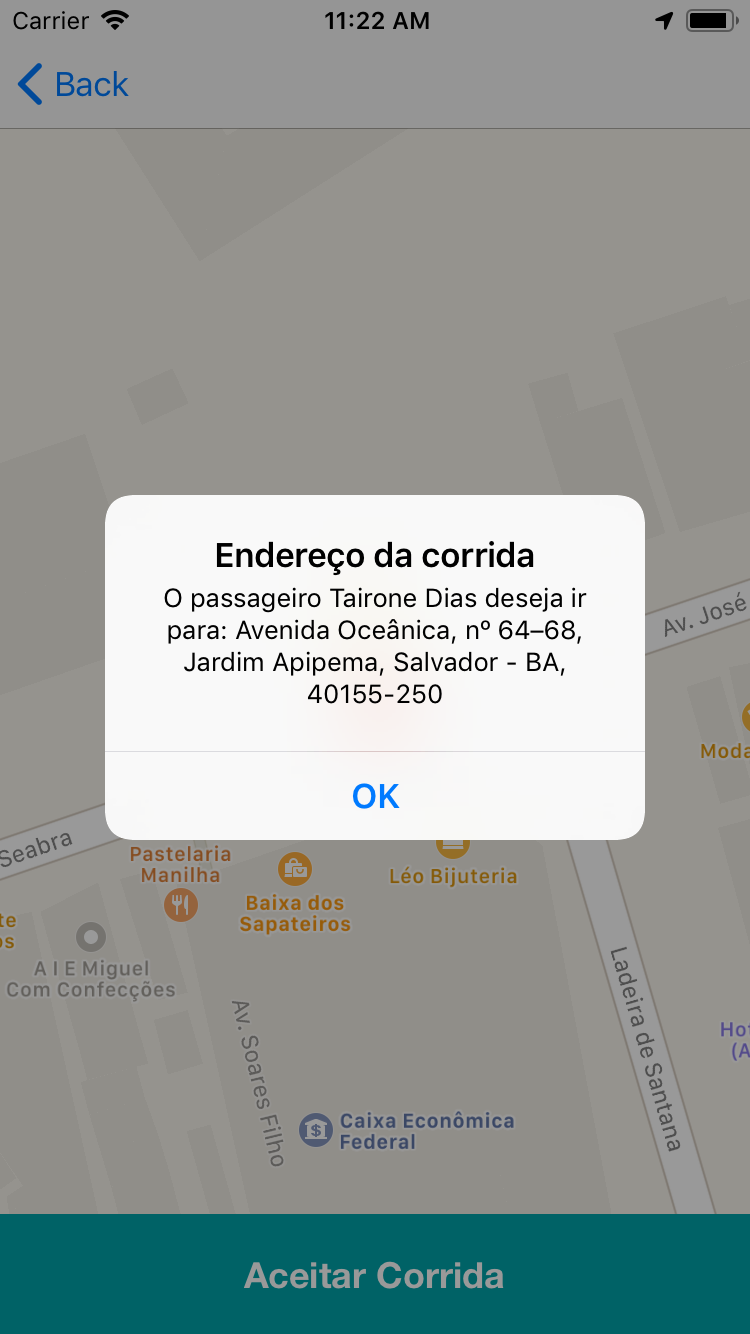 Carrier
11:22 AM
Back
Endereço da corrida
O passageiro Tairone Dias deseja ir
para: Avenida Oceânica, nº 64–68,
Jardim Apipema, Salvador - BA,
40155-250
OK
Av. José
Moda
Seabra
Pastelaria
Manilha
Baixa dos
Sapateiros
Léo Bijuteria
te
os
A I E Miguel
Com Confecções
Av. Soares Filho
Ladeira de Santana
Hot
(A
Caixa Econômica
Federal
Aceitar Corrida